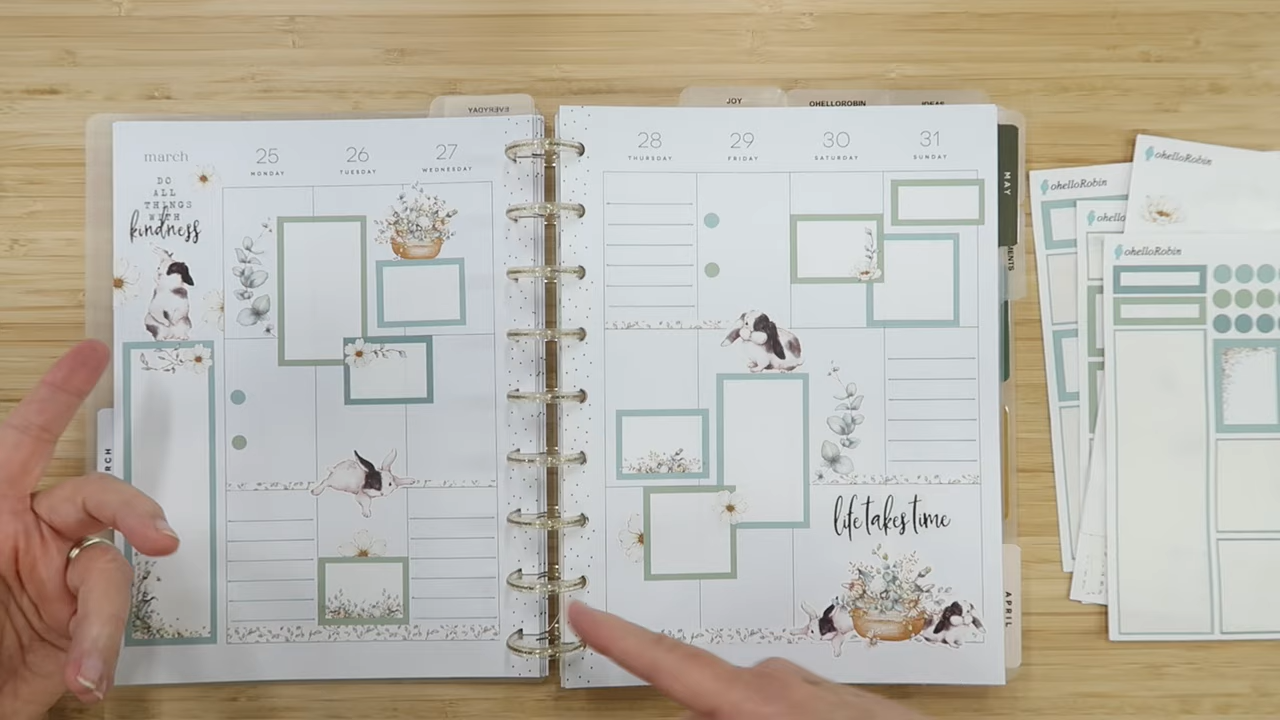 EVERYDAY
JOY
OHELLOROBIN
IDEAS
march
25
MONDAY
26
TUESDAY
27
WEDNESDAY
28
THURSDAY
29
FRIDAY
30
SATURDAY
31
SUNDAY
DO
ALL
THINGS
WITH
kindness
life takes time
MAY
APRIL
ohelloRobin
ohelloRobin
ohelloRobin